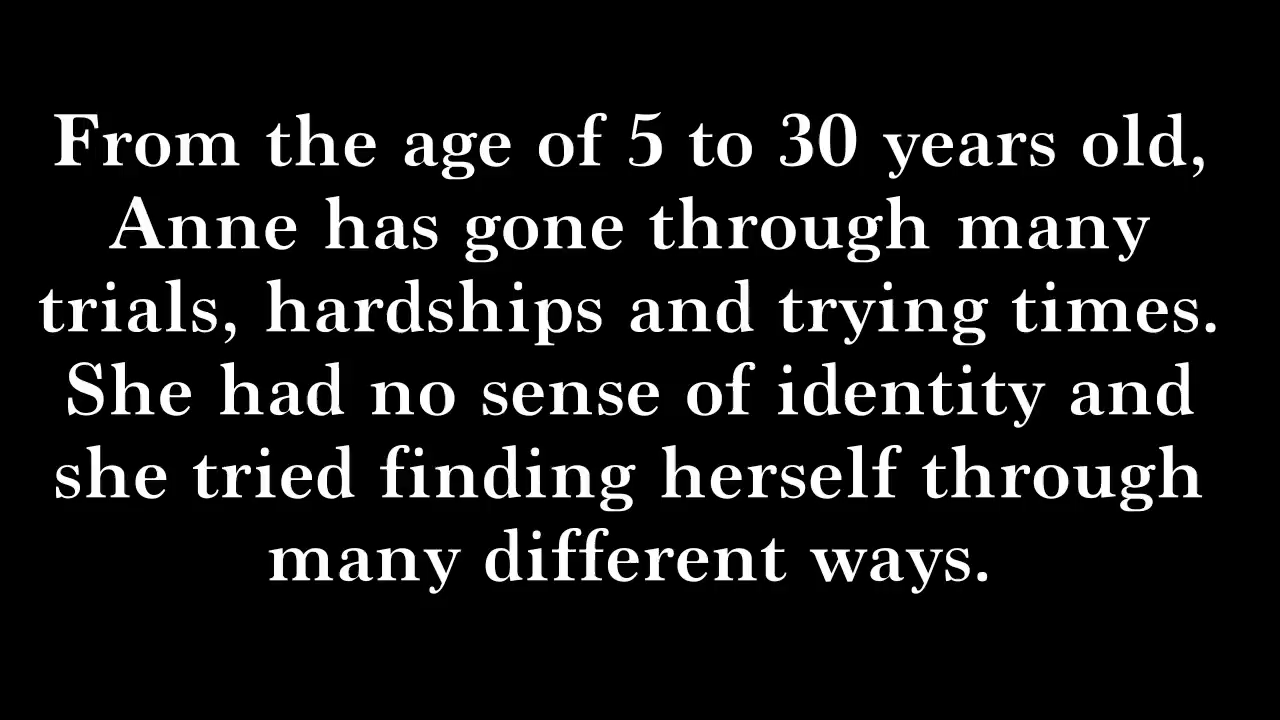 From the age of 5 to 30 years old,
Anne has gone through many
trials, hardships and trying times.
She had no sense of identity and
she tried finding herself through
many different ways.